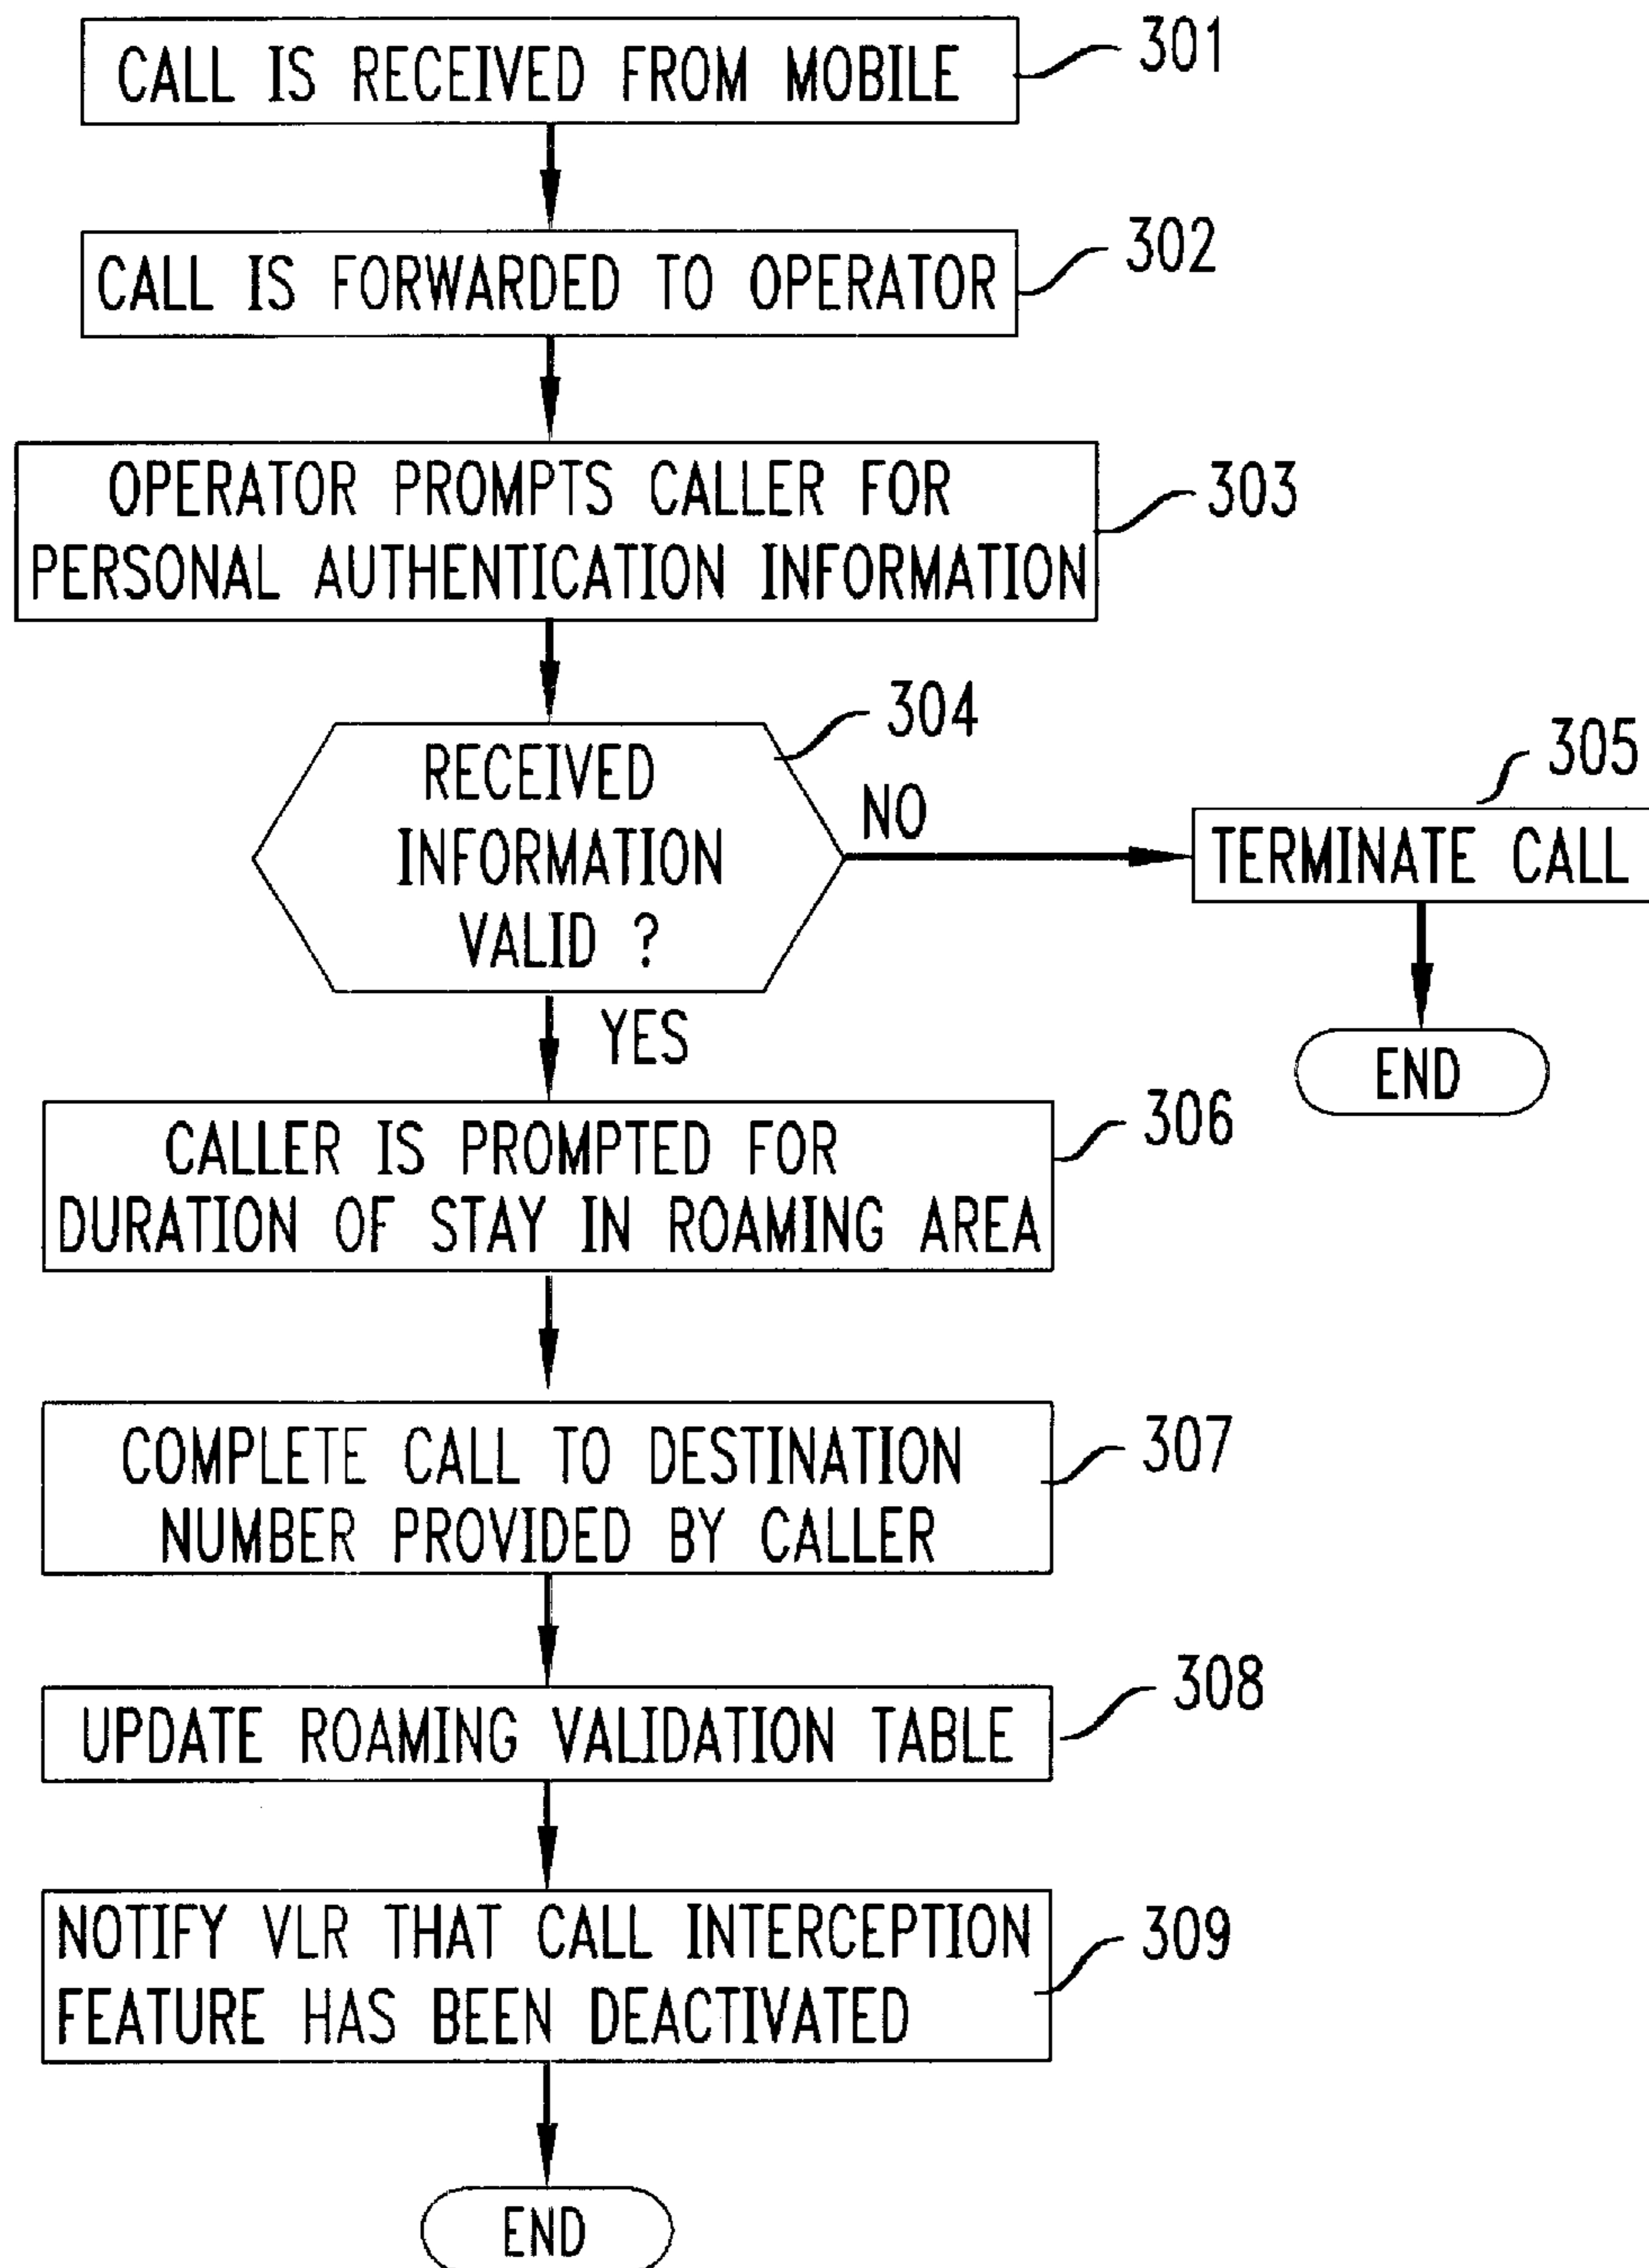 CALL IS RECEIVED FROM MOBILE
301
CALL IS FORWARDED TO OPERATOR
302
OPERATOR PROMPTS CALLER FOR
PERSONAL AUTHENTICATION INFORMATION
303
RECEIVED
INFORMATION
VALID ?
304
NO
305
TERMINATE CALL
END
YES
CALLER IS PROMPTED FOR
DURATION OF STAY IN ROAMING AREA
306
COMPLETE CALL TO DESTINATION
NUMBER PROVIDED BY CALLER
307
UPDATE ROAMING VALIDATION TABLE
308
NOTIFY VLR THAT CALL INTERCEPTION
FEATURE HAS BEEN DEACTIVATED
309
END